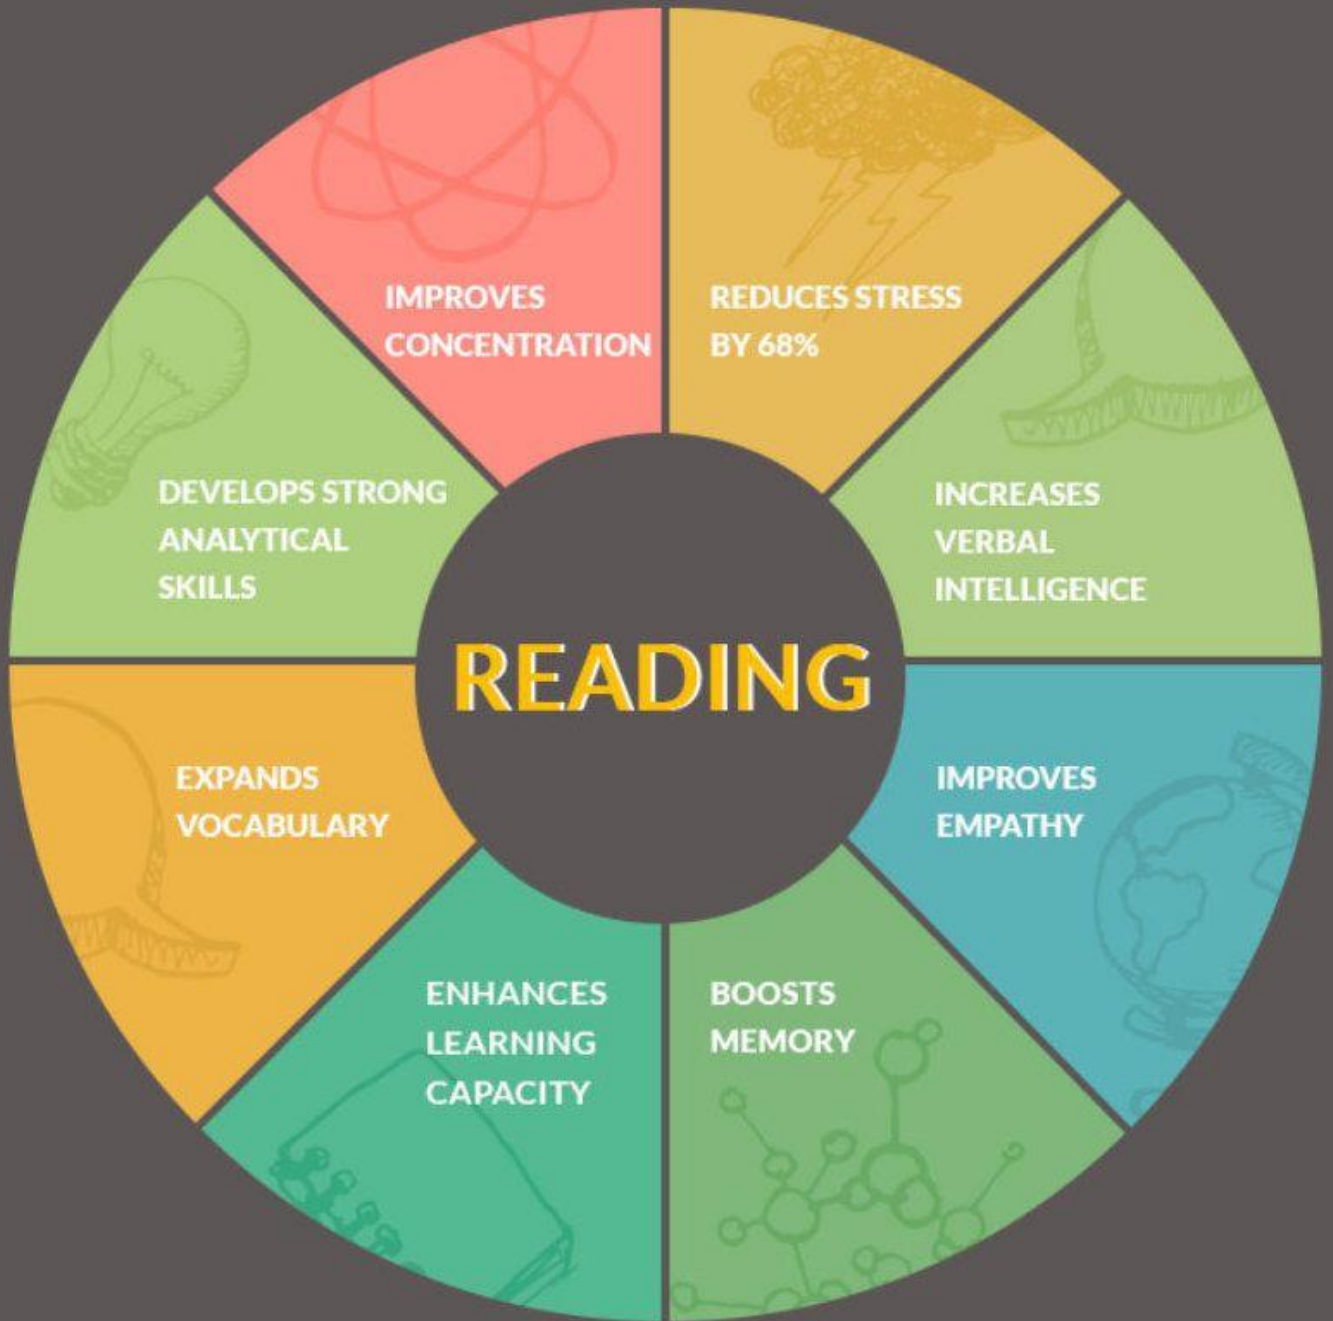 IMPROVES
CONCENTRATION
REDUCES STRESS
BY 68%
DEVELOPS STRONG
ANALYTICAL
SKILLS
INCREASES
VERBAL
INTELLIGENCE
READING
EXPANDS
VOCABULARY
IMPROVES
EMPATHY
ENHANCES
LEARNING
CAPACITY
BOOSTS
MEMORY